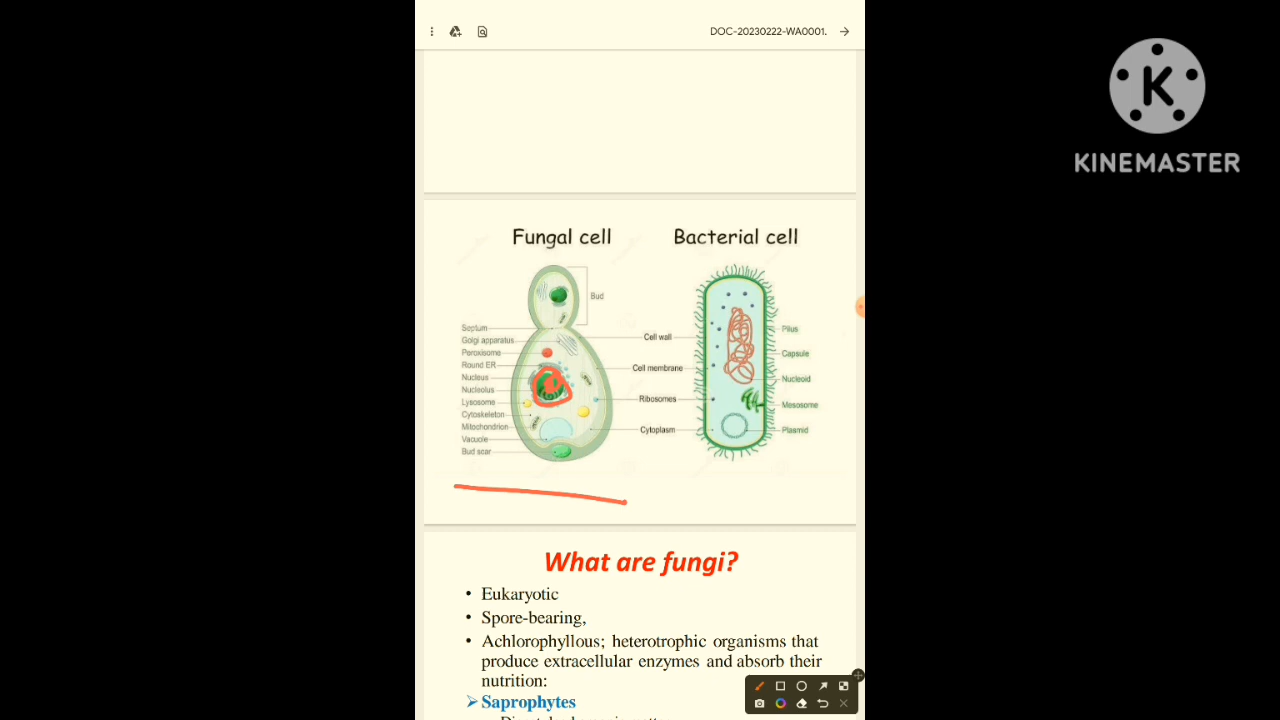 DOC-20230222-WA0001.
KINEMASTER
Fungal cell
Bacterial cell
Bud
Septum
Golgi apparatus
Peroxisome
Round ER
Nucleus
Nucleolus
Lysosome
Cytoskeleton
Mitochondrion
Vacuole
Bud scar
Cell wall
Cell membrane
Ribosomes
Cytoplasm
Pilus
Capsule
Nucleoid
Mesosome
Plasmid
What are fungi?
• Eukaryotic
• Spore-bearing,
• Achlorophyllous; heterotrophic organisms that
produce extracellular enzymes and absorb their
nutrition:
➢ Saprophytes